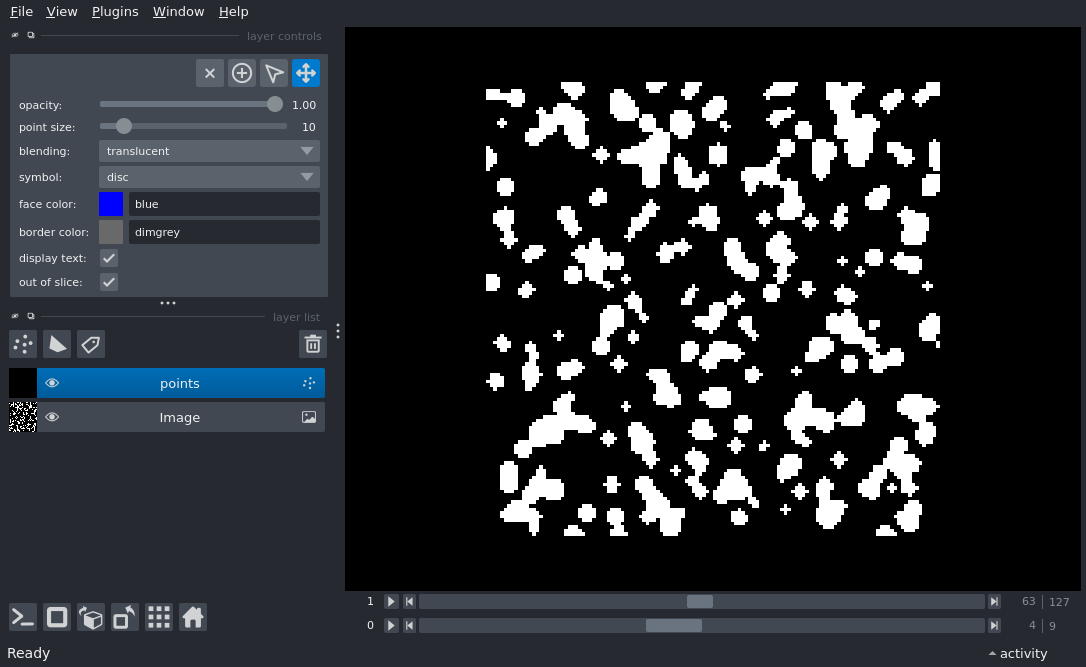 File View Plugins Window Help
layer controls
opacity: 1.00
point size: 10
blending: translucent
symbol: disc
face color: blue
border color: dimgrey
display text:
out of slice:
layer list
points
Image
1 63 127
0 4 9
Ready activity